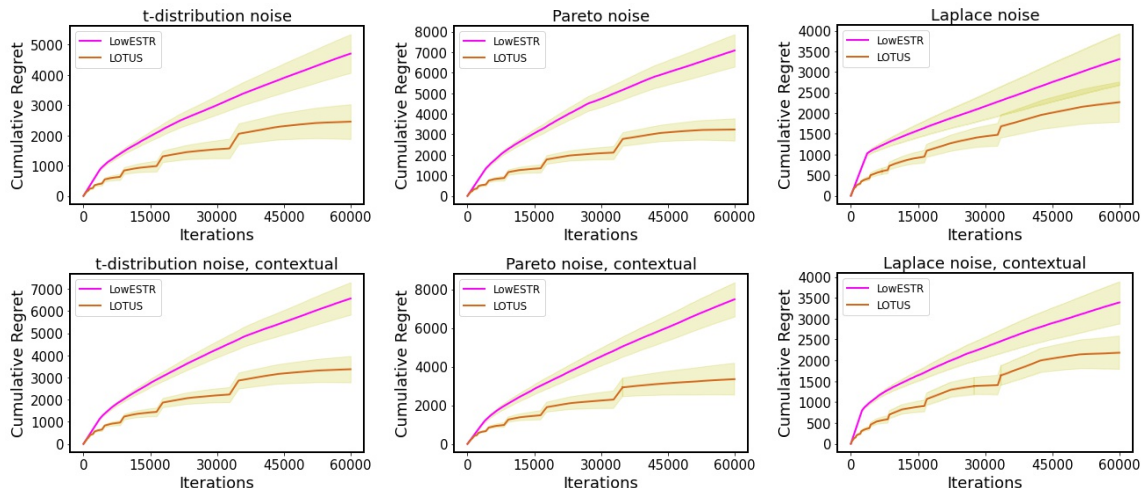 t-distribution noise
Cumulative Regret
5000
4000
3000
2000
1000
0
LowESTR
LOTUS
0 15000 30000 45000 60000
Iterations
Pareto noise
Cumulative Regret
8000
7000
6000
5000
4000
3000
2000
1000
0
LowESTR
LOTUS
0 15000 30000 45000 60000
Iterations
Laplace noise
Cumulative Regret
4000
3500
3000
2500
2000
1500
1000
500
0
LowESTR
LOTUS
0 15000 30000 45000 60000
Iterations
t-distribution noise, contextual
Cumulative Regret
7000
6000
5000
4000
3000
2000
1000
0
LowESTR
LOTUS
0 15000 30000 45000 60000
Iterations
Pareto noise, contextual
Cumulative Regret
8000
6000
4000
2000
0
LowESTR
LOTUS
0 15000 30000 45000 60000
Iterations
Laplace noise, contextual
Cumulative Regret
4000
3500
3000
2500
2000
1500
1000
500
0
LowESTR
LOTUS
0 15000 30000 45000 60000
Iterations